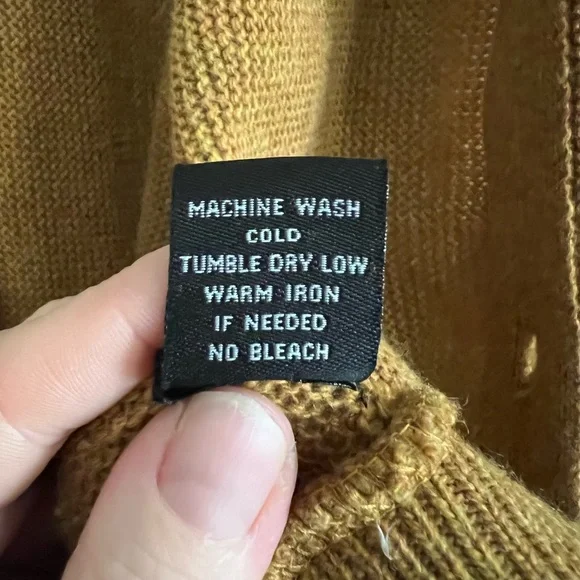 MACHINE WASH
COLD
TUMBLE DRY LOW
WARM IRON
IF NEEDED
NO BLEACH